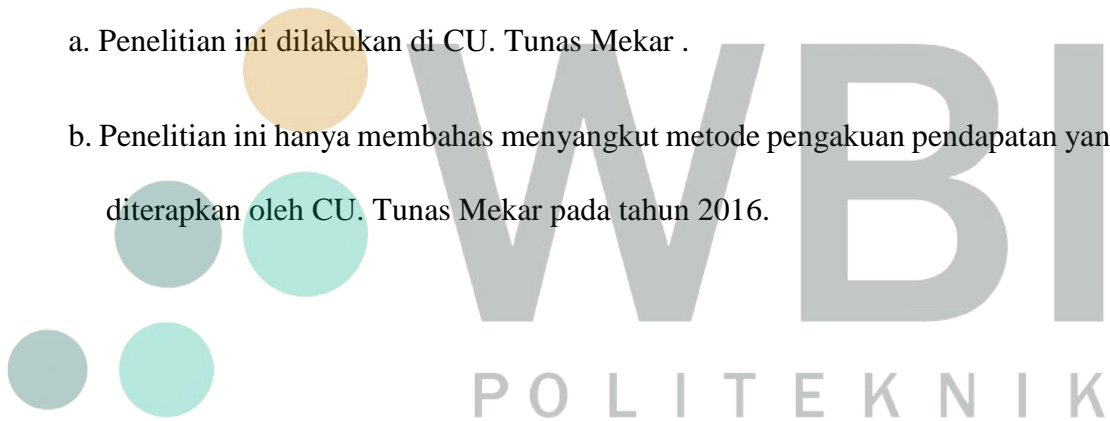 a. Penelitian ini dilakukan di CU. Tunas Mekar .
b. Penelitian ini hanya membahas menyangkut metode pengakuan pendapatan yan
diterapkan oleh CU. Tunas Mekar pada tahun 2016.
WBI
POLITEKNIK